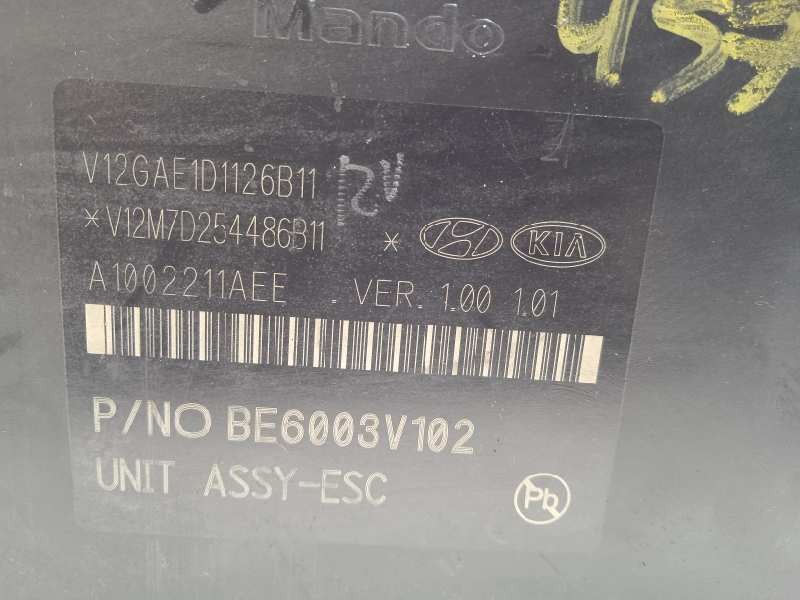 Mando
V12GAE1D1126B11
*V12M7D254486B11 *
KIA
A1002211AEE . VER. 1.00 1.01
P/NO BE6003V102
UNIT ASSY-ESC
Pb